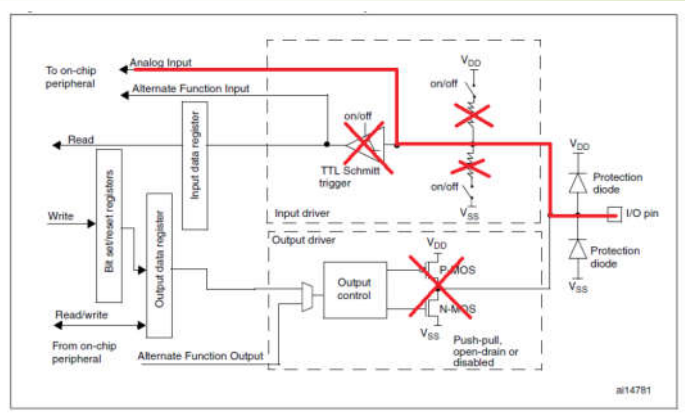 Analog Input
To on-chip
peripheral
Alternate Function Input
on/off
Read
Input data register
TTL Schmitt
trigger
VDD
on/off
on/off
VSS
Input driver
VDD
Protection
diode
I/O pin
Protection
diode
VSS
Write
Bit set/reset registers
Output data register
Read/write
From on-chip
peripheral
Alternate Function Output
Output driver
Output
control
VDD
P-MOS
N-MOS
VSS
Push-pull,
open-drain or
disabled
ai14781